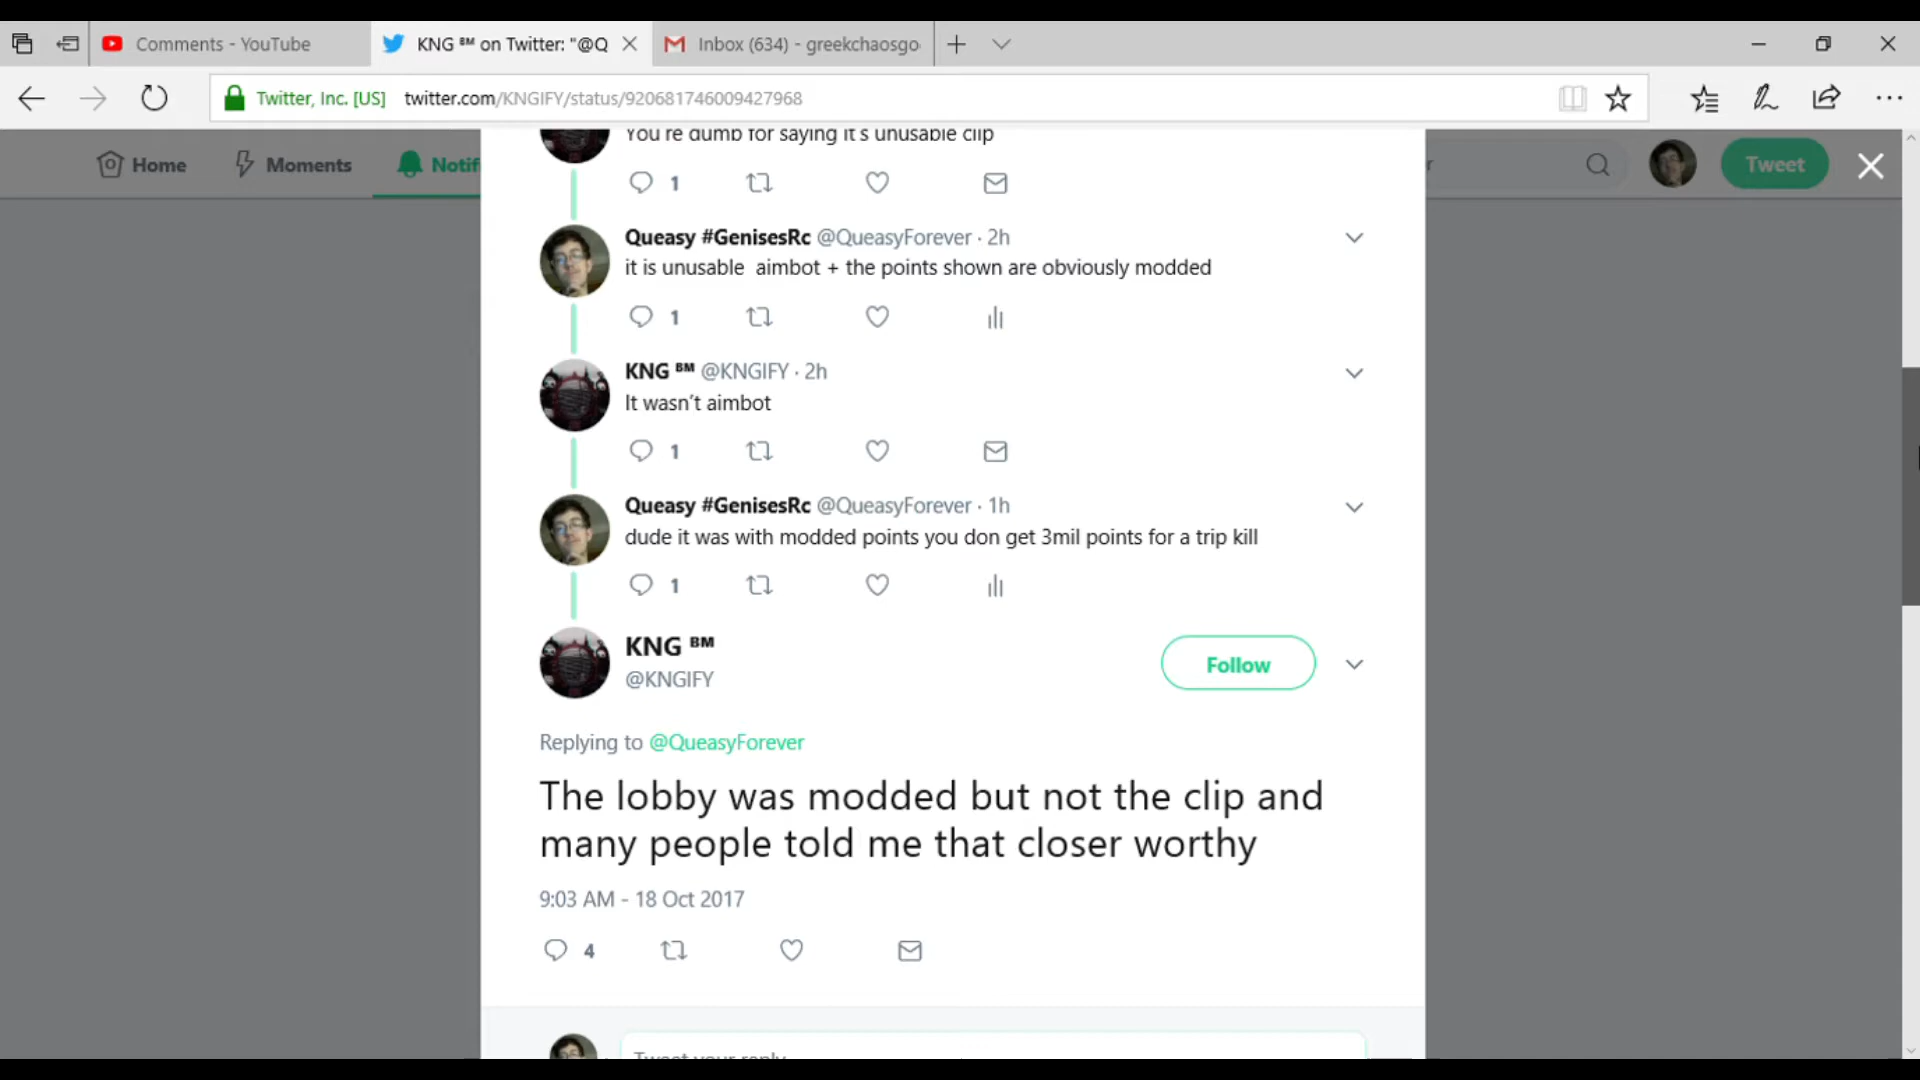 Comments - YouTube
KNG ᴮᴹ on Twitter: "@Q
Inbox (634) - greekchaosgo
Twitter, Inc. [US] twitter.com/KNGIFY/status/920681746009427968
Home
Moments
Notif
Tweet
You're dumb for saying it's unusable clip
1
Queasy #GenisesRc @QueasyForever · 2h
it is unusable  aimbot + the points shown are obviously modded
1
KNG ᴮᴹ @KNGIFY · 2h
It wasn't aimbot
1
Queasy #GenisesRc @QueasyForever · 1h
dude it was with modded points you don get 3mil points for a trip kill
1
KNG ᴮᴹ
@KNGIFY
Follow
Replying to @QueasyForever
The lobby was modded but not the clip and
many people told me that closer worthy
9:03 AM - 18 Oct 2017
4
Tweet your reply